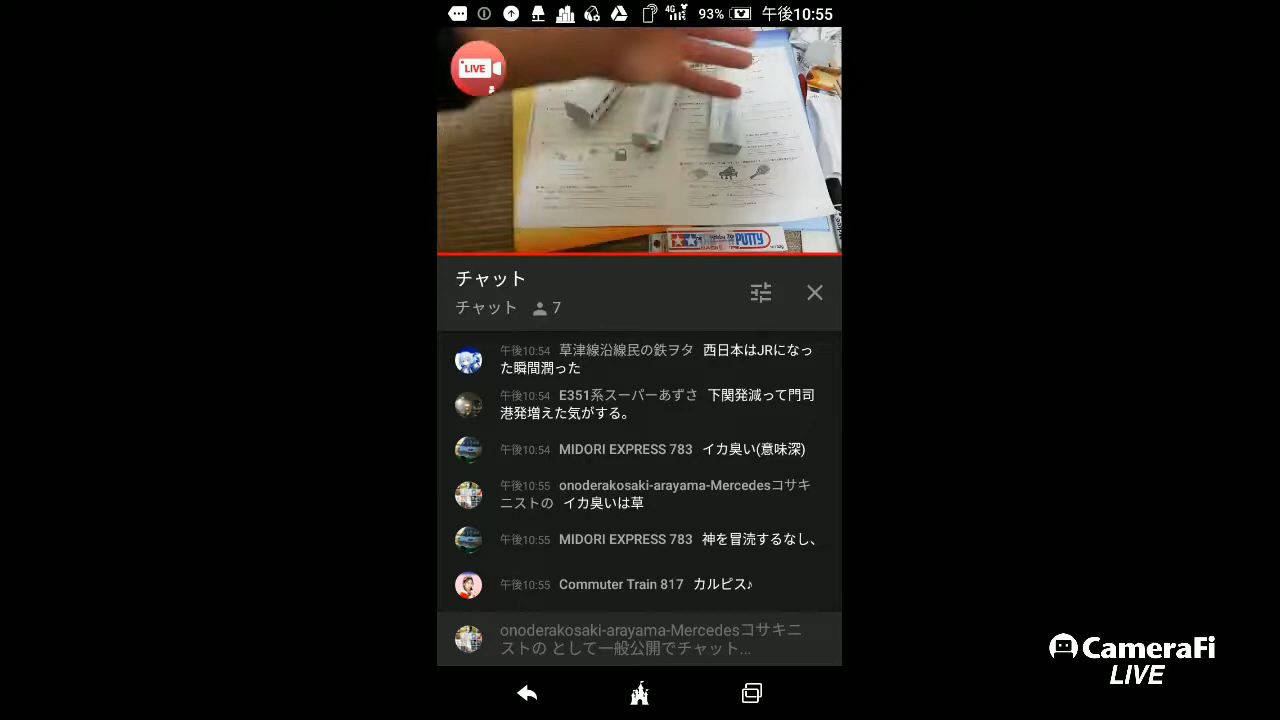 4G 93% 午後10:55
LIVE
PUTTY
チャット
チャット 7
午後10:54 草津線沿線民の鉄ヲタ 西日本はJRになっ
た瞬間潤った
午後10:54 E351系スーパーあずさ 下関発減って門司
港発増えた気がする。
午後10:54 MIDORI EXPRESS 783 イカ臭い(意味深)
午後10:55 onoderakosaki-arayama-Mercedesコサキ
ニストの イカ臭いは草
午後10:55 MIDORI EXPRESS 783 神を冒涜するなし、
午後10:55 Commuter Train 817 カルピス♪
onoderakosaki-arayama-Mercedesコサキニ
ストの として一般公開でチャット...
CameraFi
LIVE